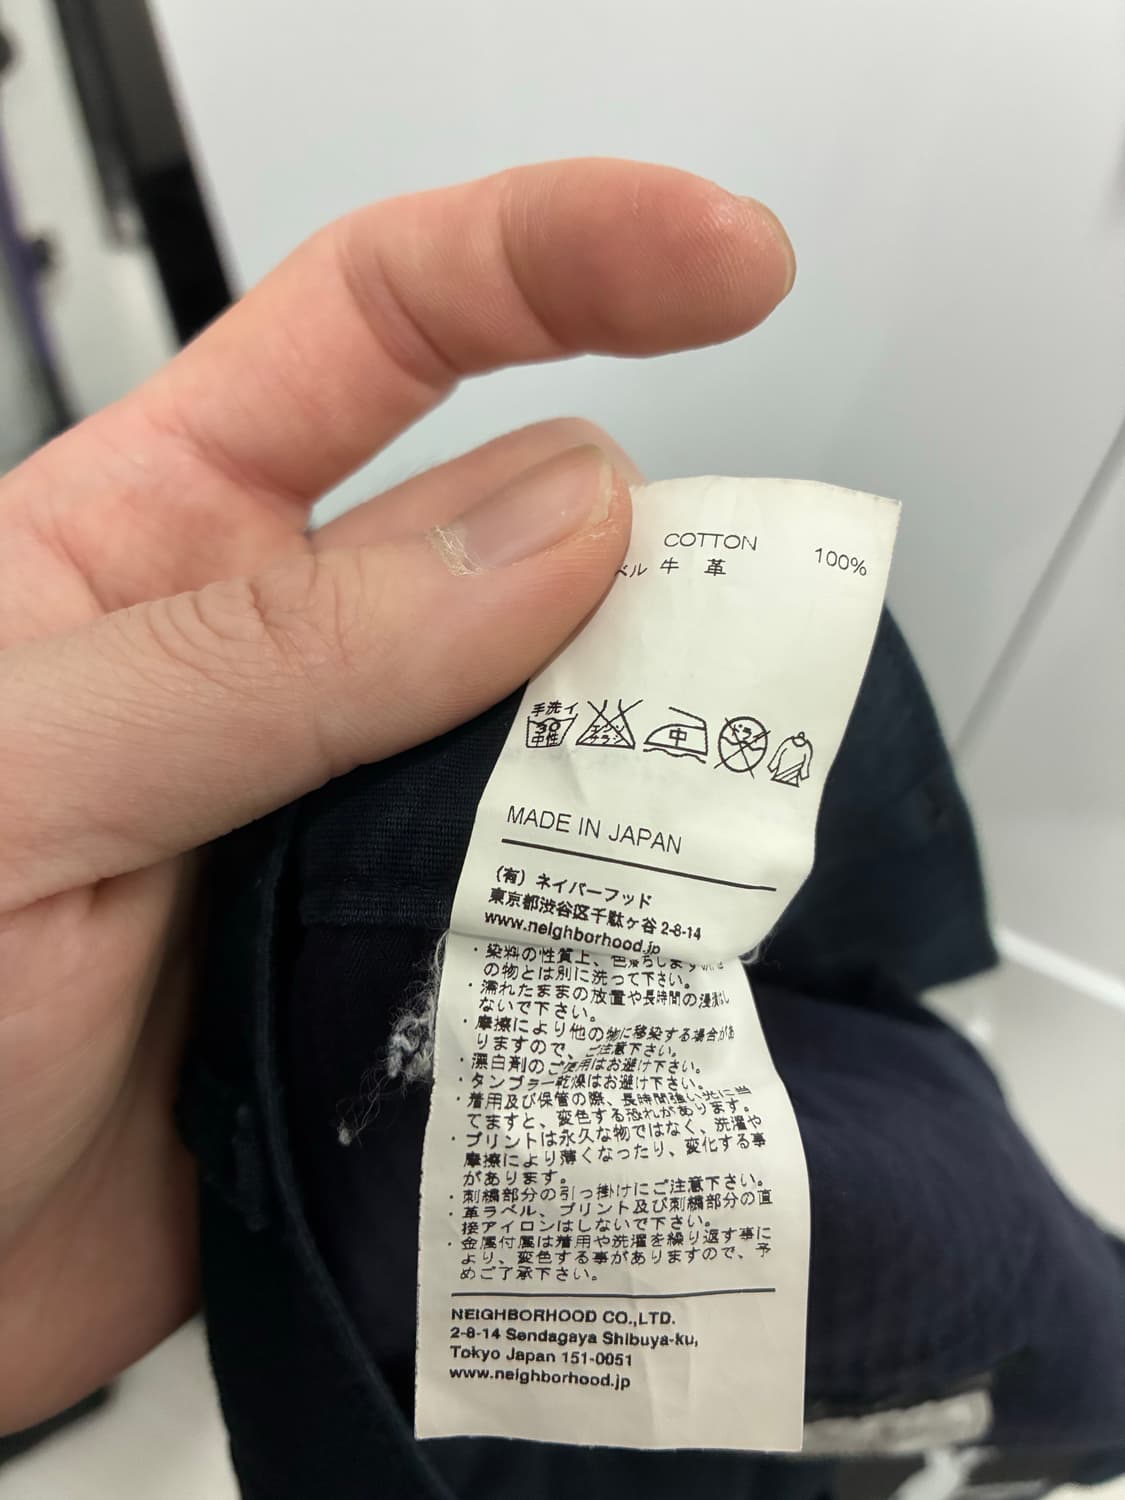 COTTON 100%
ベル 牛 革
手洗イ
30
中性
エンソ
サラシ
中
ドライ
MADE IN JAPAN
(有) ネイバーフッド
東京都渋谷区千駄ヶ谷 2-8-14
www.neighborhood.jp
・染料の性質上、色落ちします
の物とは別に洗って下さい。
・濡れたままの放置や長時間の浸漬はし
ないで下さい。
・摩擦により他の物に移染する場合があ
りますので、ご注意下さい。
・漂白剤のご使用はお避け下さい。
・タンブラー乾燥はお避け下さい。
・着用及び保管の際、長時間強い光に当
てますと、変色する恐れがあります。
・プリントは永久な物ではなく、洗濯や
摩擦により薄くなったり、変化する事
があります。
・刺繍部分の引っ掛けにご注意下さい。
・革ラベル、プリント及び刺繍部分の直
接アイロンはしないで下さい。
・金属付属は着用や洗濯を繰り返す事に
より、変色する事がありますので、予
めご了承下さい。
NEIGHBORHOOD CO.,LTD.
2-8-14 Sendagaya Shibuya-ku,
Tokyo Japan 151-0051
www.neighborhood.jp